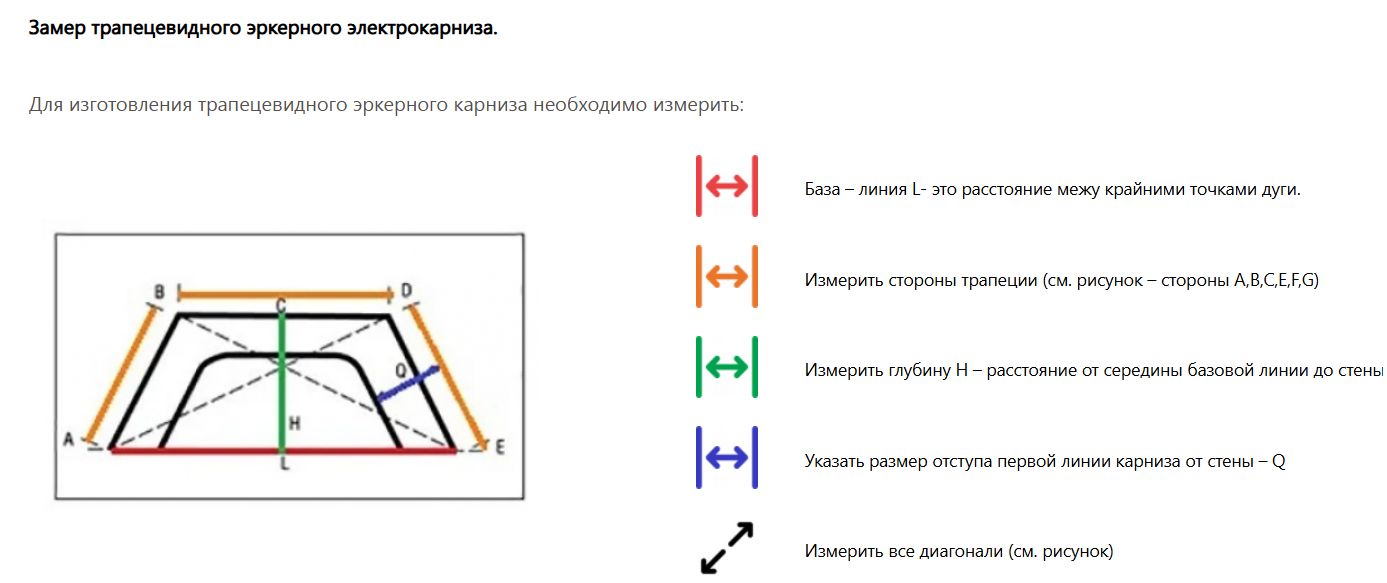 Замер трапецевидного эркерного электрокарниза.
Для изготовления трапецевидного эркерного карниза необходимо измерить:
База – линия L- это расстояние межу крайними точками дуги.
Измерить стороны трапеции (см. рисунок – стороны A,B,C,E,F,G)
Измерить глубину H – расстояние от середины базовой линии до стены
Указать размер отступа первой линии карниза от стены – Q
Измерить все диагонали (см. рисунок)
B
D
C
Q
H
A
E
L